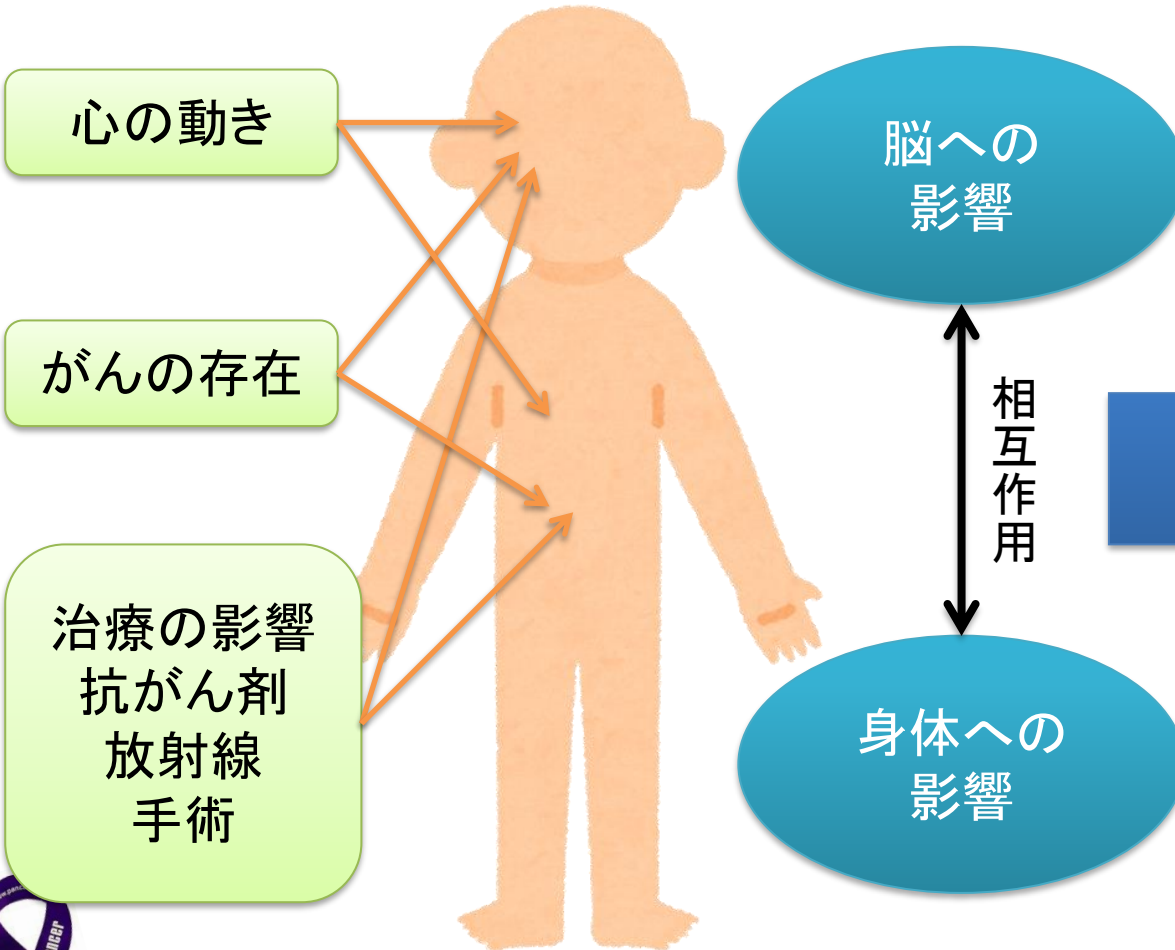 心の動き
がんの存在
治療の影響
抗がん剤
放射線
手術
脳への
影響
相互作用
身体への
影響